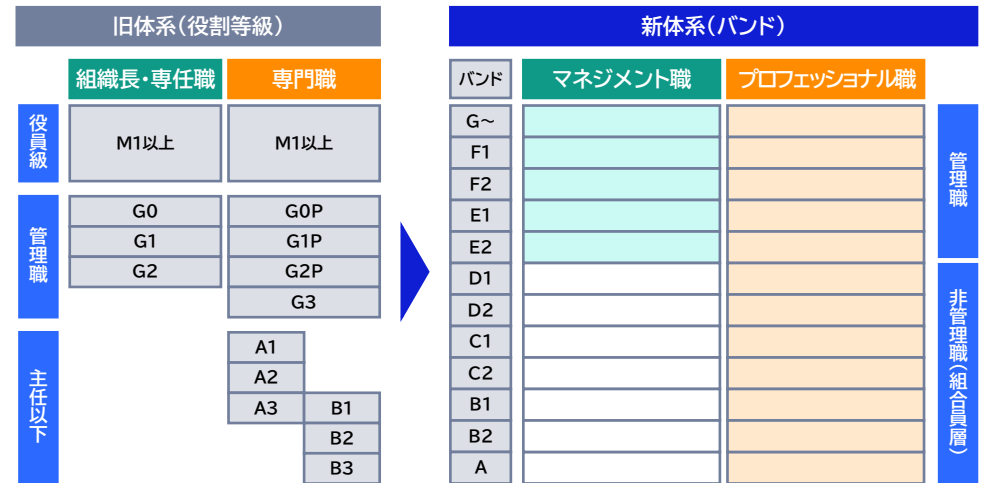 旧体系(役割等級)
組織長・専任職 専門職
役員級
M1以上 M1以上
管理職
G0 G0P
G1 G1P
G2 G2P
G3
主任以下
A1
A2
A3 B1
B2
B3
新体系(バンド)
バンド マネジメント職 プロフェッショナル職
G～
F1
F2
E1
E2
D1
D2
C1
C2
B1
B2
A
管理職
非管理職(組合員層)